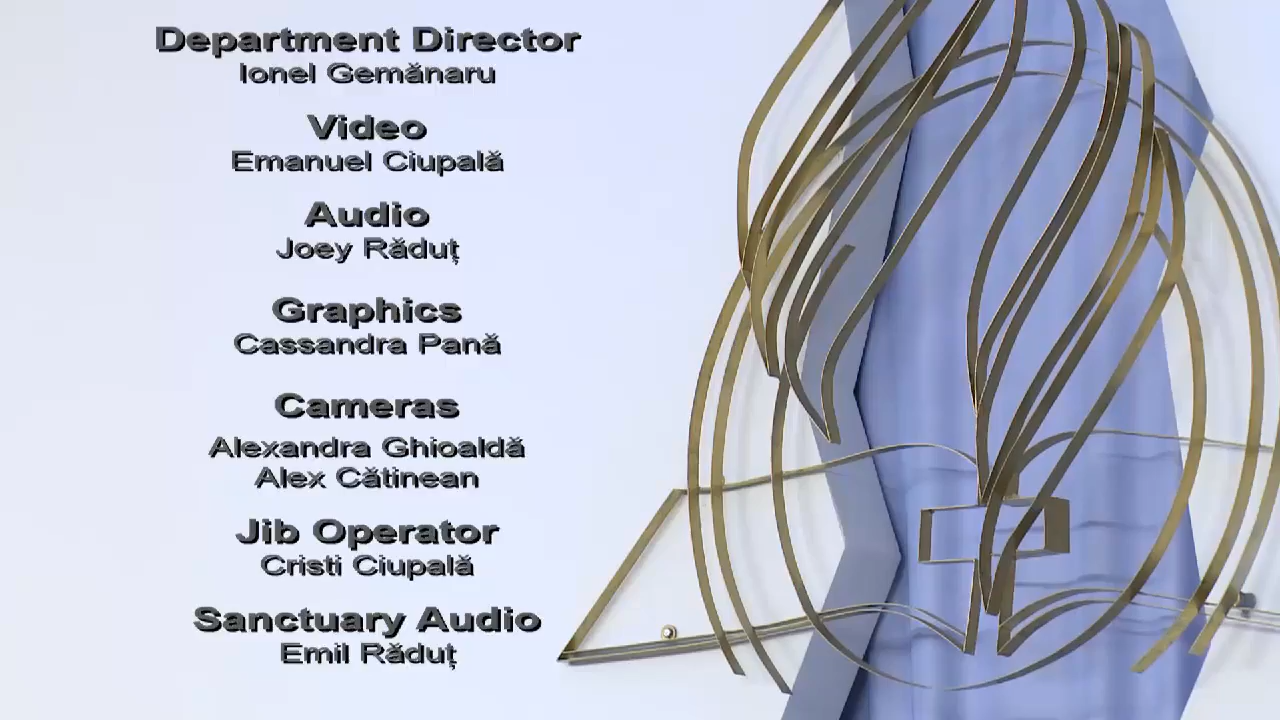 Department Director
Ionel Gemănaru
Video
Emanuel Ciupală
Audio
Joey Răduț
Graphics
Cassandra Pană
Cameras
Alexandra Ghioaldă
Alex Cătinean
Jib Operator
Cristi Ciupală
Sanctuary Audio
Emil Răduț